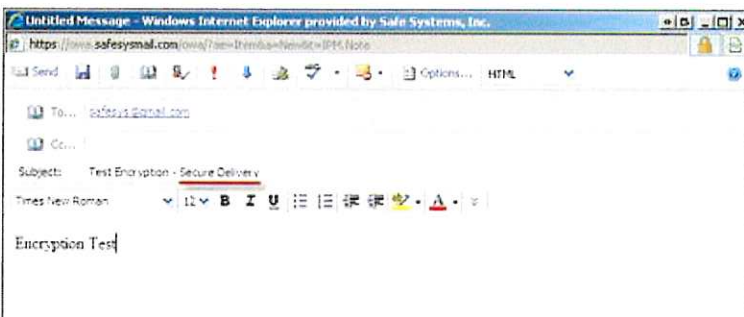 Untitled Message - Windows Internet Explorer provided by Safe Systems, Inc.
https://owa.safesysmail.com/owa/?ae=Item&a=New&t=IPM.Note
Send Options... HTML
To... safesys@gmail.com
Cc...
Subject: Test Encryption - Secure Delivery
Times New Roman 12 B I U A
Encryption Test